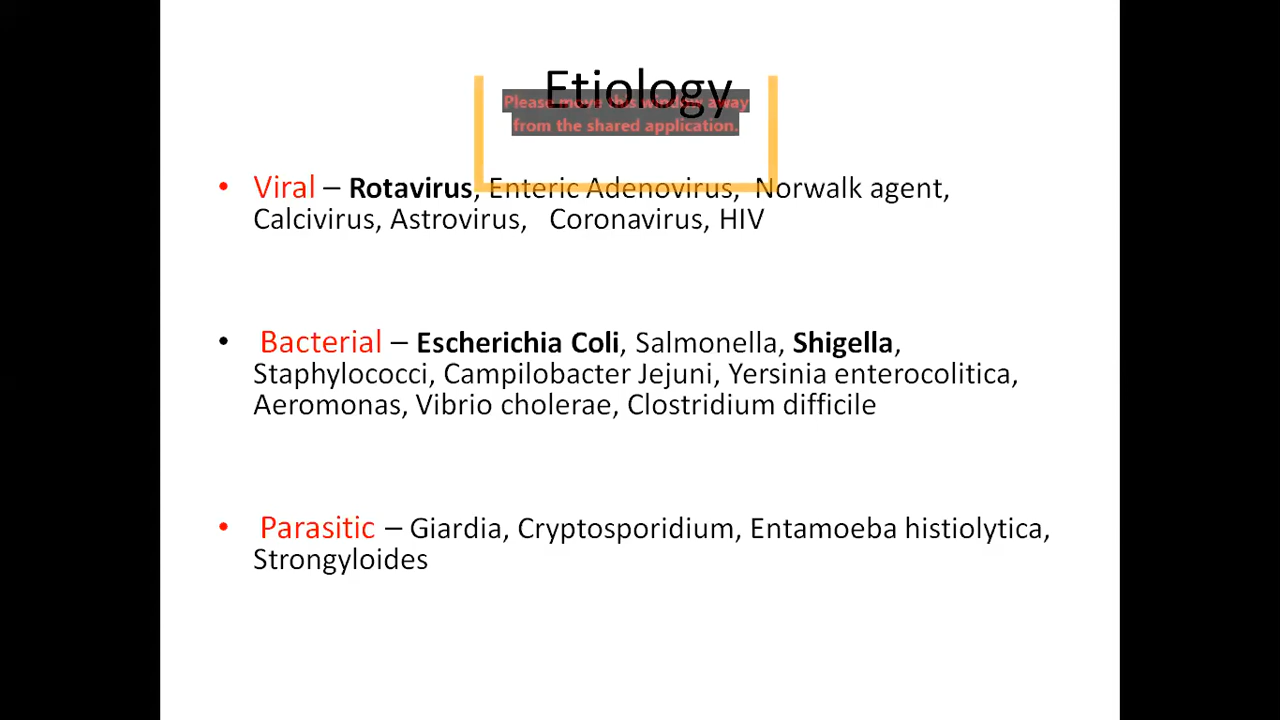 Etiology
Please move this window away
from the shared application.
• Viral – Rotavirus, Enteric Adenovirus, Norwalk agent,
Calcivirus, Astrovirus, Coronavirus, HIV
• Bacterial – Escherichia Coli, Salmonella, Shigella,
Staphylococci, Campilobacter Jejuni, Yersinia enterocolitica,
Aeromonas, Vibrio cholerae, Clostridium difficile
• Parasitic – Giardia, Cryptosporidium, Entamoeba histiolytica,
Strongyloides